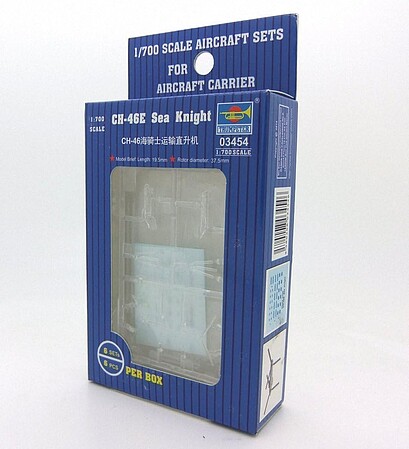 1/700 SCALE AIRCRAFT SETS
FOR
AIRCRAFT CARRIER
1:700
SCALE
CH-46E Sea Knight
CH-46海骑士运输直升机
TRUMPETER
03454
1:700 SCALE
★ Model Brief: Length: 19.5mm ★ Rotor diameter: 37.5mm
6 SETS
6 PCS
PER BOX